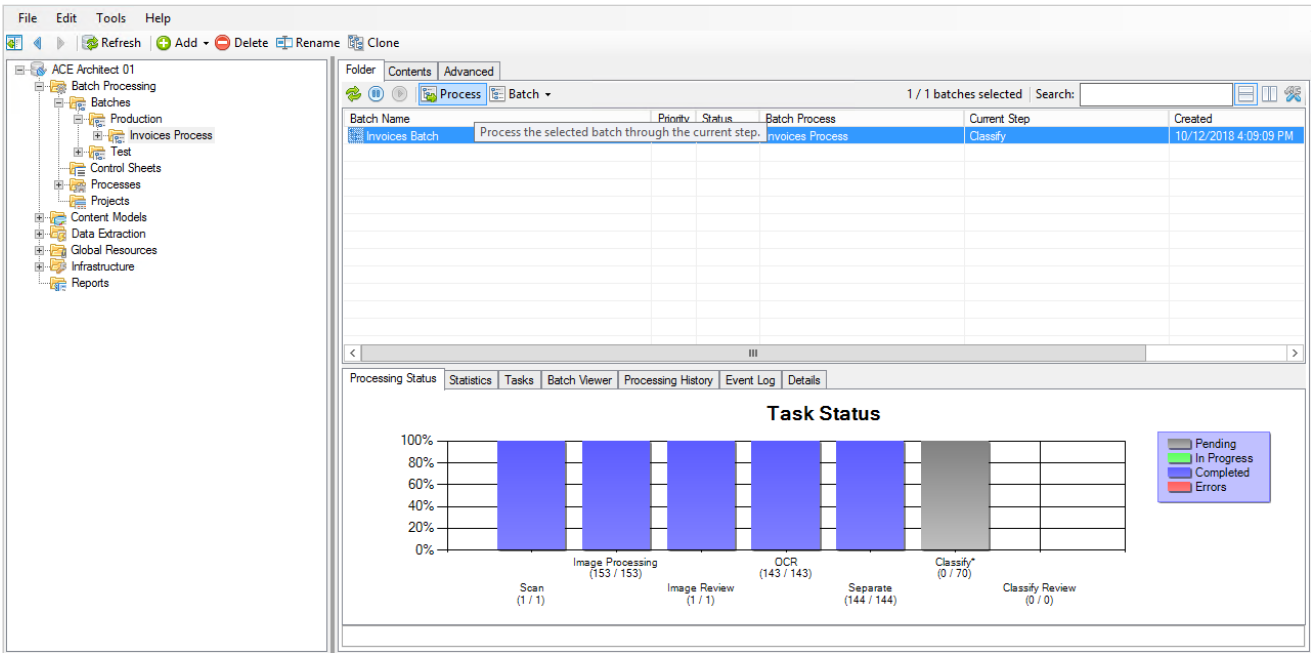 File Edit Tools Help
Refresh Add Delete Rename Clone
ACE Architect 01
Batch Processing
Batches
Production
Invoices Process
Test
Control Sheets
Processes
Projects
Content Models
Data Extraction
Global Resources
Infrastructure
Reports
Folder Contents Advanced
Process Batch 1 / 1 batches selected Search:
Batch Name Priority Status Batch Process Current Step Created
Invoices Batch Process the selected batch through the current step. Invoices Process Classify 10/12/2018 4:09:09 PM
Processing Status Statistics Tasks Batch Viewer Processing History Event Log Details
Task Status
100%
80%
60%
40%
20%
0%
Pending
In Progress
Completed
Errors
Image Processing OCR Classify*
(153 / 153) (143 / 143) (0 / 70)
Scan Image Review Separate Classify Review
(1 / 1) (1 / 1) (144 / 144) (0 / 0)